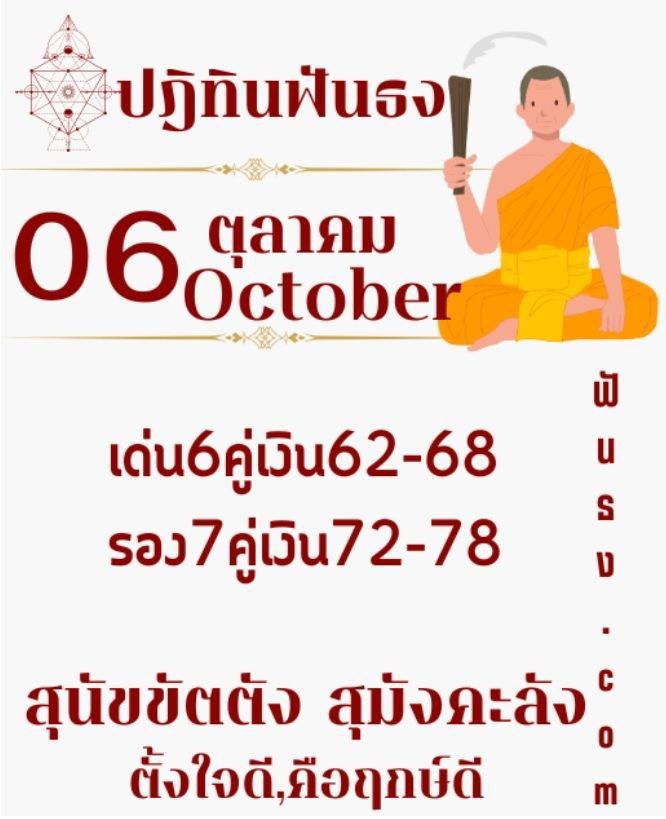 ปฏิทินฟันธง
06 ตุลาคม
October
เด่น6คู่เงิน62-68
รอง7คู่เงิน72-78
สุนัขขัตตัง สุมังคะลัง
ตั้งใจดี,คือฤกษ์ดี
ฟันธง.com